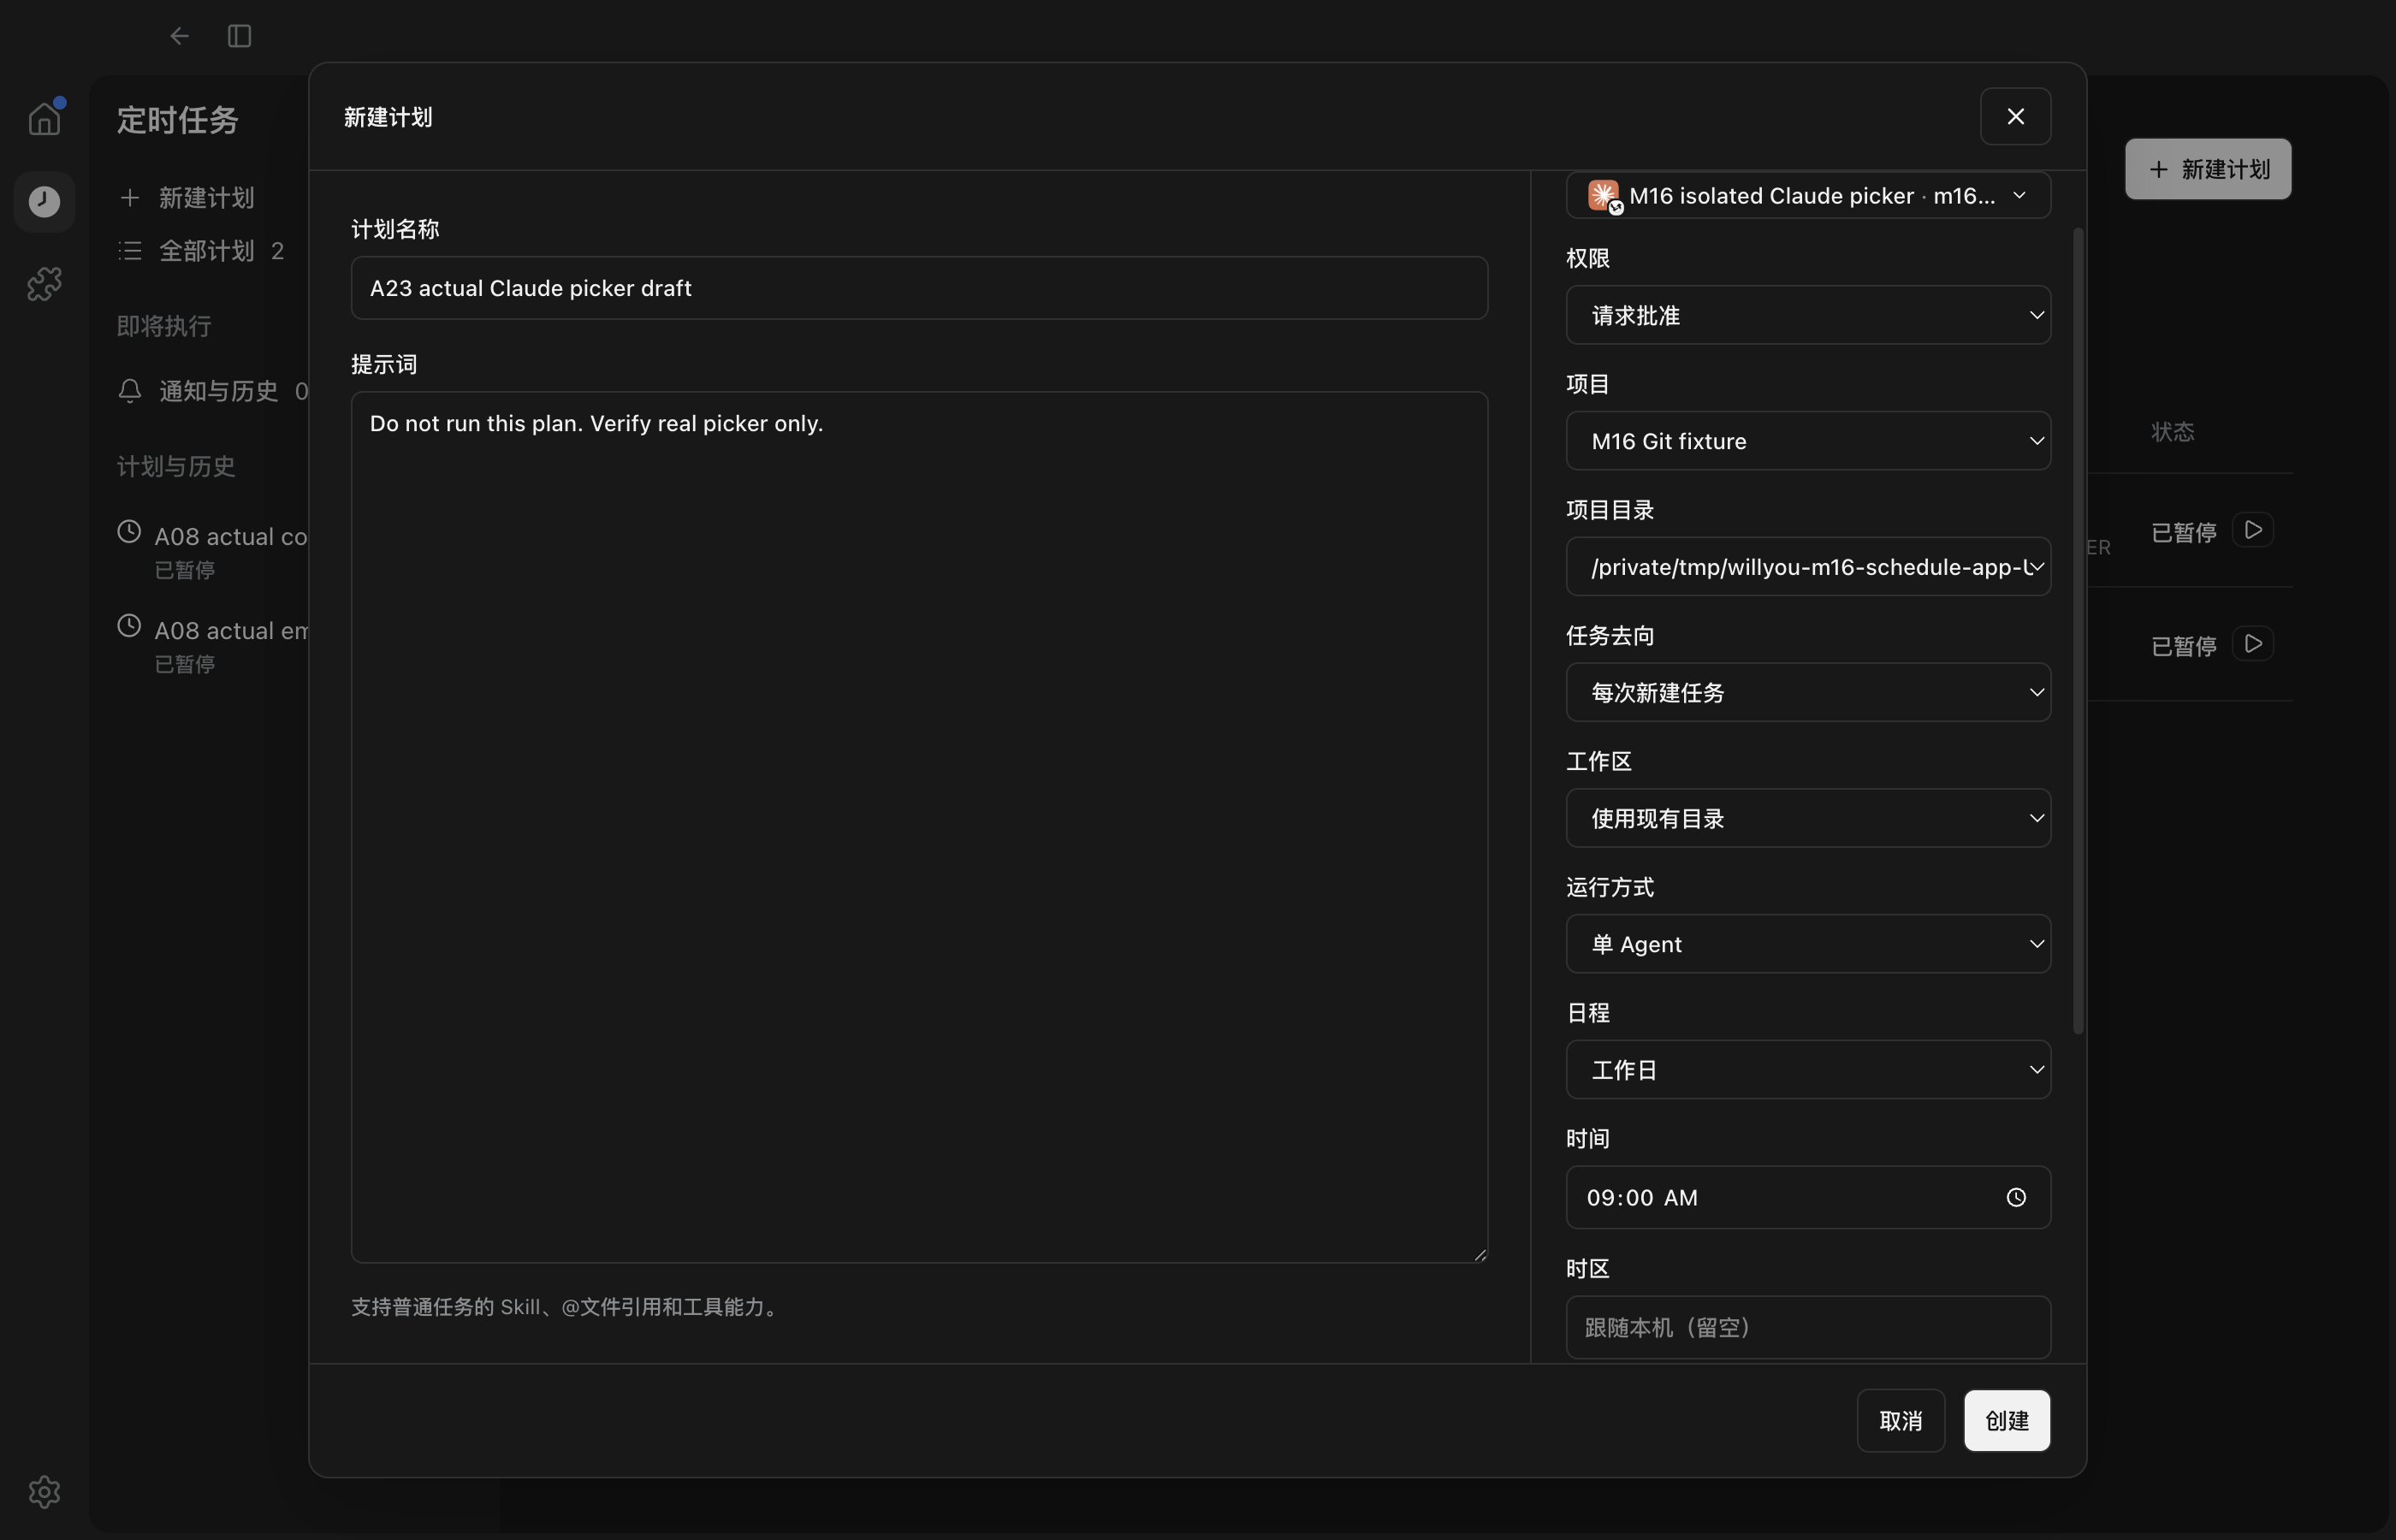 定时任务
新建计划
全部计划 2
即将执行
通知与历史 0
计划与历史
A08 actual co
已暂停
A08 actual em
已暂停
新建计划
计划名称
A23 actual Claude picker draft
提示词
Do not run this plan. Verify real picker only.
支持普通任务的 Skill、@文件引用和工具能力。
M16 isolated Claude picker · m16...
权限
请求批准
项目
M16 Git fixture
项目目录
/private/tmp/willyou-m16-schedule-app-
任务去向
每次新建任务
工作区
使用现有目录
运行方式
单 Agent
日程
工作日
时间
09:00 AM
时区
跟随本机（留空）
取消
创建
新建计划
状态
ER
已暂停
已暂停